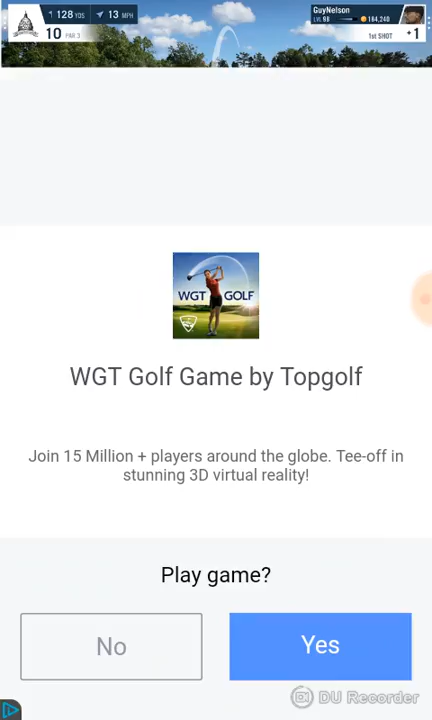 128 YDS 13 MPH
10 PAR 3
GuyNelson
LVL 98 164,240
1st SHOT +1
WGT GOLF
WGT Golf Game by Topgolf
Join 15 Million + players around the globe. Tee-off in
stunning 3D virtual reality!
Play game?
No
Yes
DU Recorder